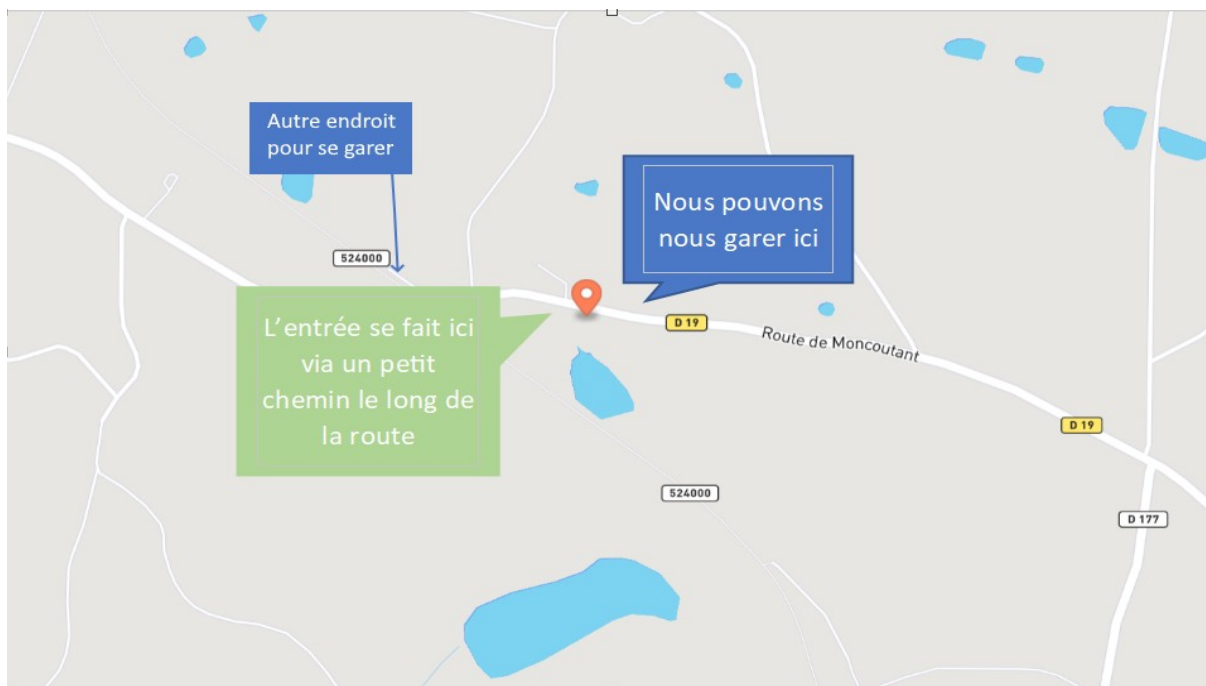 Autre endroit
pour se garer
Nous pouvons
nous garer ici
524000
L'entrée se fait ici
via un petit
chemin le long de
la route
D 19
Route de Moncoutant
D 19
524000
D 177